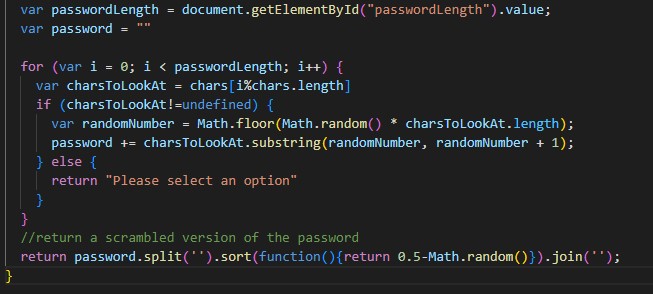 var passwordLength = document.getElementById("passwordLength").value;
var password = ""
for (var i = 0; i < passwordLength; i++) {
var charsToLookAt = chars[i%chars.length]
if (charsToLookAt!=undefined) {
var randomNumber = Math.floor(Math.random() * charsToLookAt.length);
password += charsToLookAt.substring(randomNumber, randomNumber + 1);
} else {
return "Please select an option"
}
}
//return a scrambled version of the password
return password.split('').sort(function(){return 0.5-Math.random()}).join('');
}